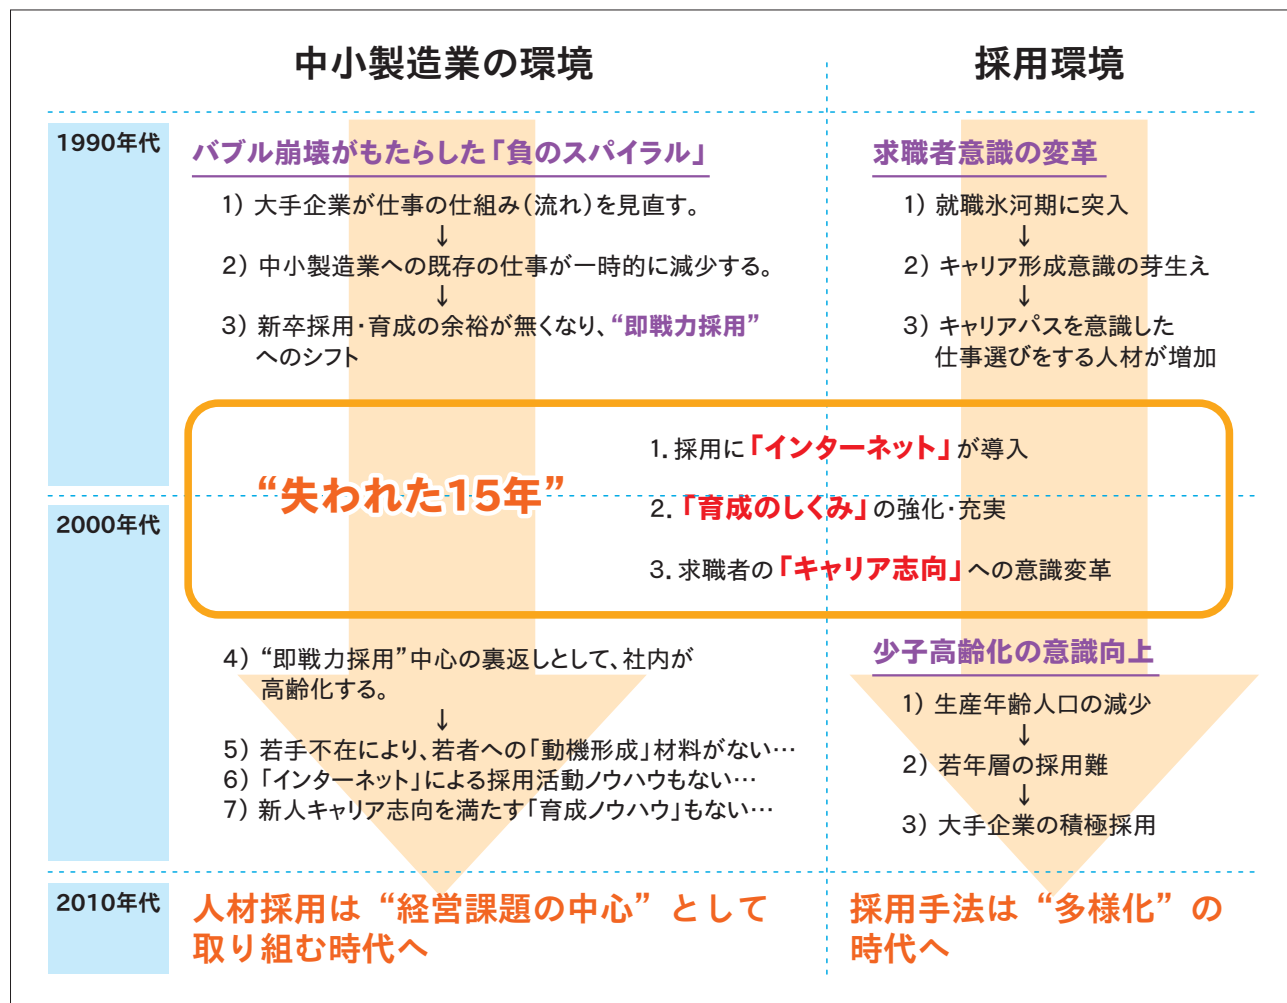 中小製造業の環境
採用環境
1990年代
バブル崩壊がもたらした「負のスパイラル」
1) 大手企業が仕事の仕組み(流れ)を見直す。
↓
2) 中小製造業への既存の仕事が一時的に減少する。
↓
3) 新卒採用・育成の余裕が無くなり、“即戦力採用”
へのシフト
求職者意識の変革
1) 就職氷河期に突入
↓
2) キャリア形成意識の芽生え
↓
3) キャリアパスを意識した
仕事選びをする人材が増加
“失われた15年”
1. 採用に「インターネット」が導入
2.「育成のしくみ」の強化・充実
3. 求職者の「キャリア志向」への意識変革
2000年代
4) “即戦力採用”中心の裏返しとして、社内が
高齢化する。
↓
5) 若手不在により、若者への「動機形成」材料がない…
6)「インターネット」による採用活動ノウハウもない…
7) 新人キャリア志向を満たす「育成ノウハウ」もない…
少子高齢化の意識向上
1) 生産年齢人口の減少
↓
2) 若年層の採用難
↓
3) 大手企業の積極採用
2010年代
人材採用は“経営課題の中心”として
取り組む時代へ
採用手法は“多様化”の
時代へ